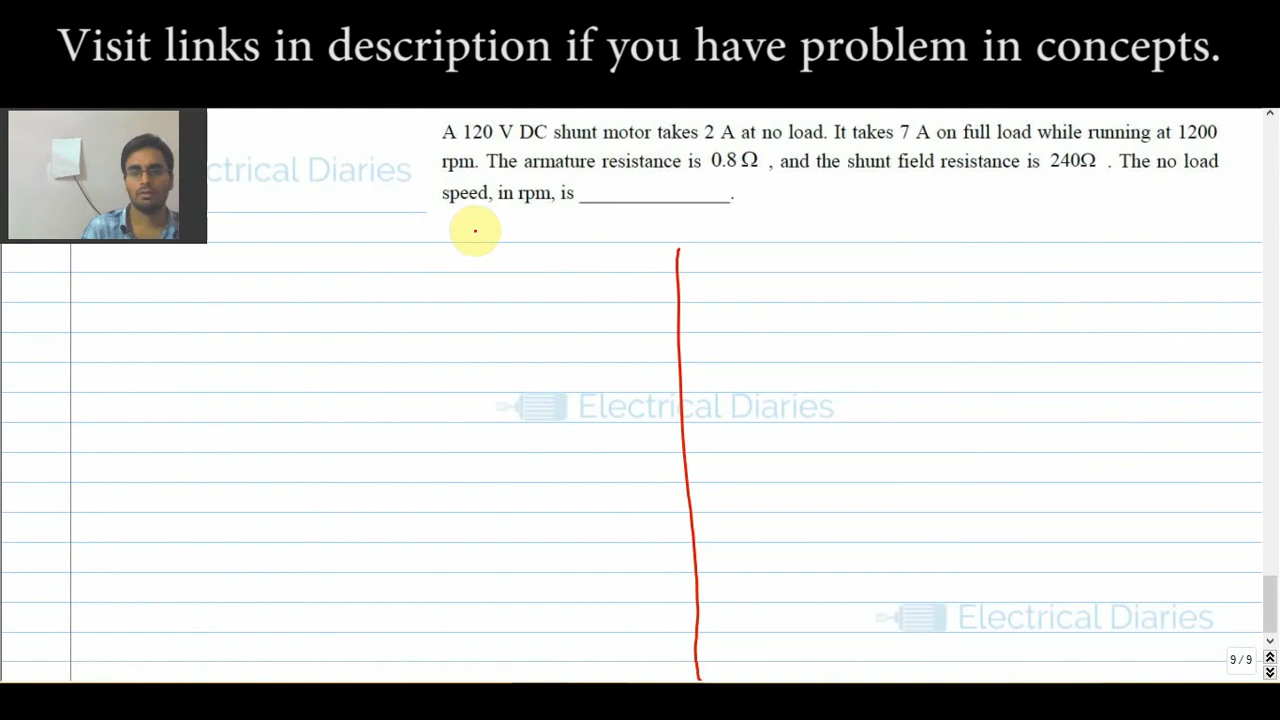 Visit links in description if you have problem in concepts.
A 120 V DC shunt motor takes 2 A at no load. It takes 7 A on full load while running at 1200
rpm. The armature resistance is 0.8 Ω , and the shunt field resistance is 240Ω . The no load
speed, in rpm, is _______________.
ctrical Diaries
Electrical Diaries
Electrical Diaries
9 / 9